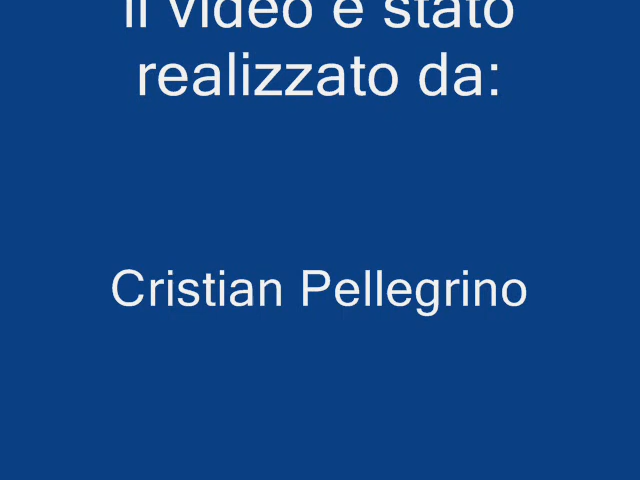 il video è stato
realizzato da:
Cristian Pellegrino